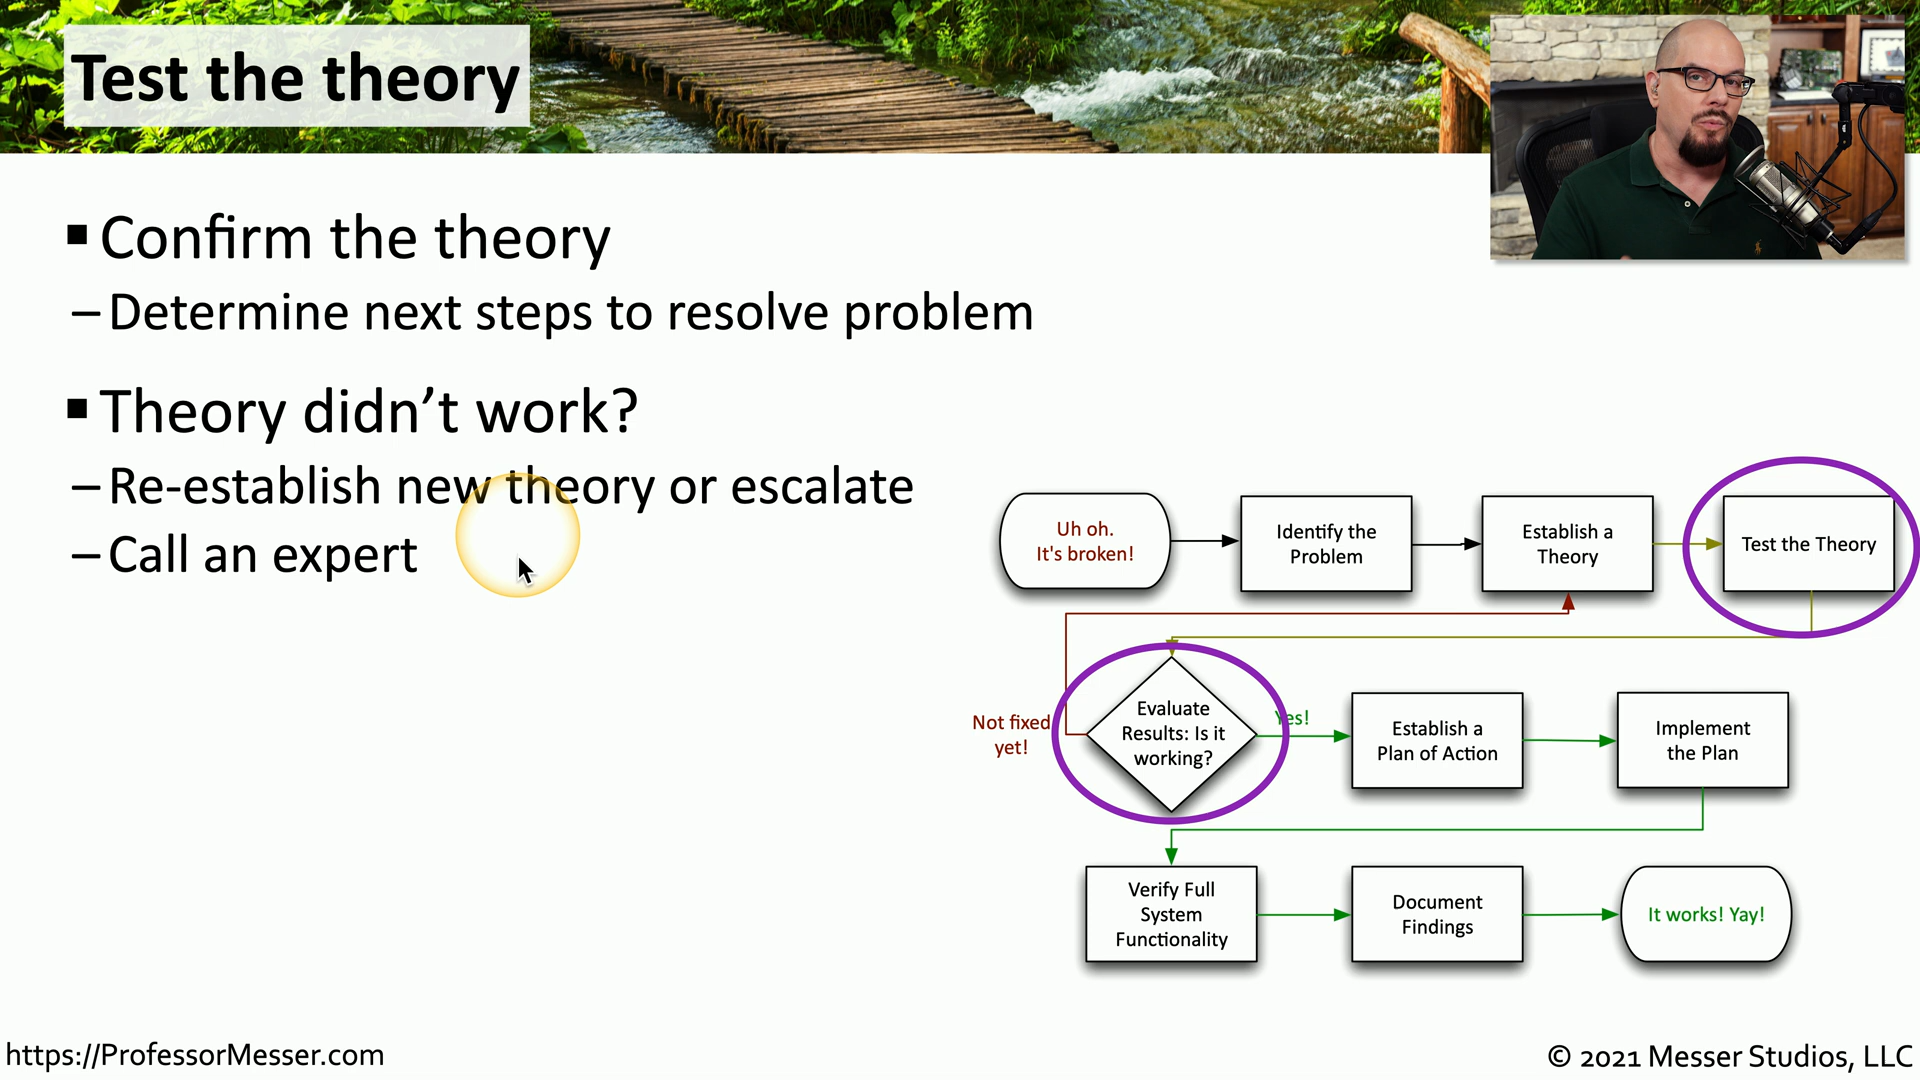 Test the theory
▪ Confirm the theory
– Determine next steps to resolve problem
▪ Theory didn’t work?
– Re-establish new theory or escalate
– Call an expert
Uh oh.
It's broken!
Identify the
Problem
Establish a
Theory
Test the Theory
Not fixed
yet!
Evaluate
Results: Is it
working?
Yes!
Establish a
Plan of Action
Implement
the Plan
Verify Full
System
Functionality
Document
Findings
It works! Yay!
https://ProfessorMesser.com
© 2021 Messer Studios, LLC